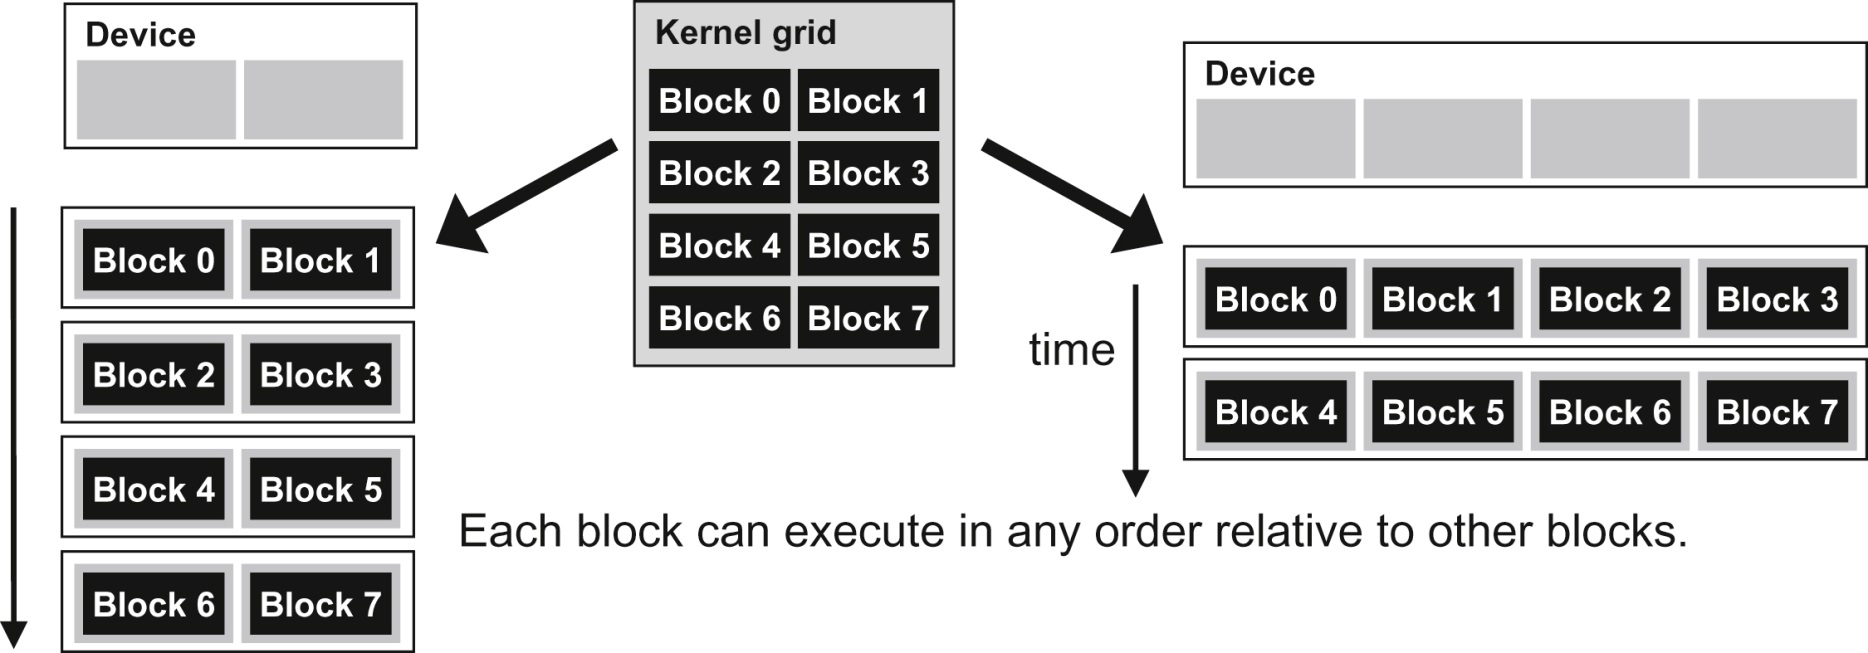 Device
Block 0 Block 1
Block 2 Block 3
Block 4 Block 5
Block 6 Block 7
Kernel grid
Block 0 Block 1
Block 2 Block 3
Block 4 Block 5
Block 6 Block 7
Device
time
Block 0 Block 1 Block 2 Block 3
Block 4 Block 5 Block 6 Block 7
Each block can execute in any order relative to other blocks.